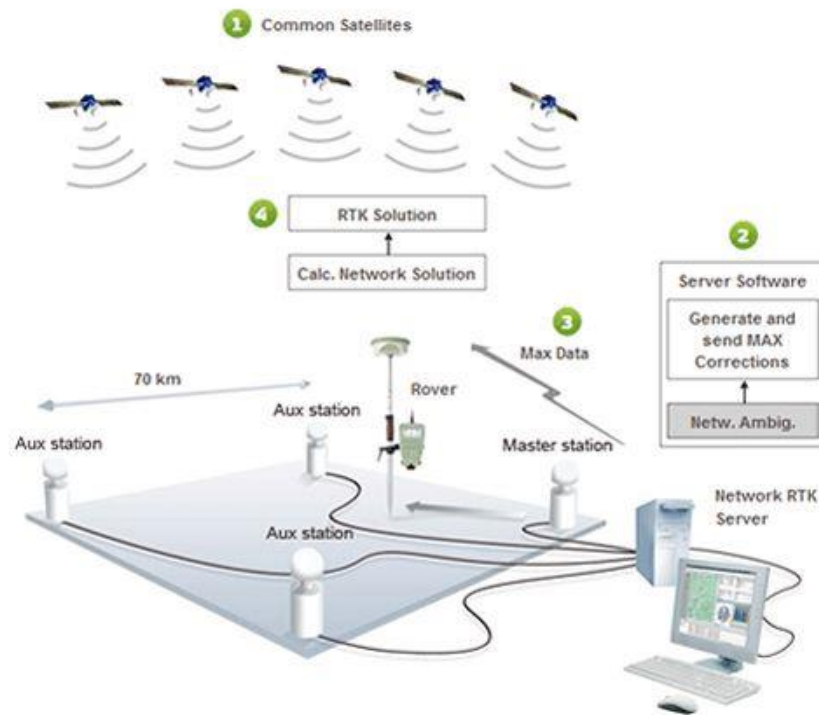 1 Common Satellites
4
RTK Solution
Calc. Network Solution
2
Server Software
Generate and
send MAX
Corrections
Netw. Ambig.
3
Max Data
70 km
Rover
Aux station
Aux station
Master station
Aux station
Network RTK
Server